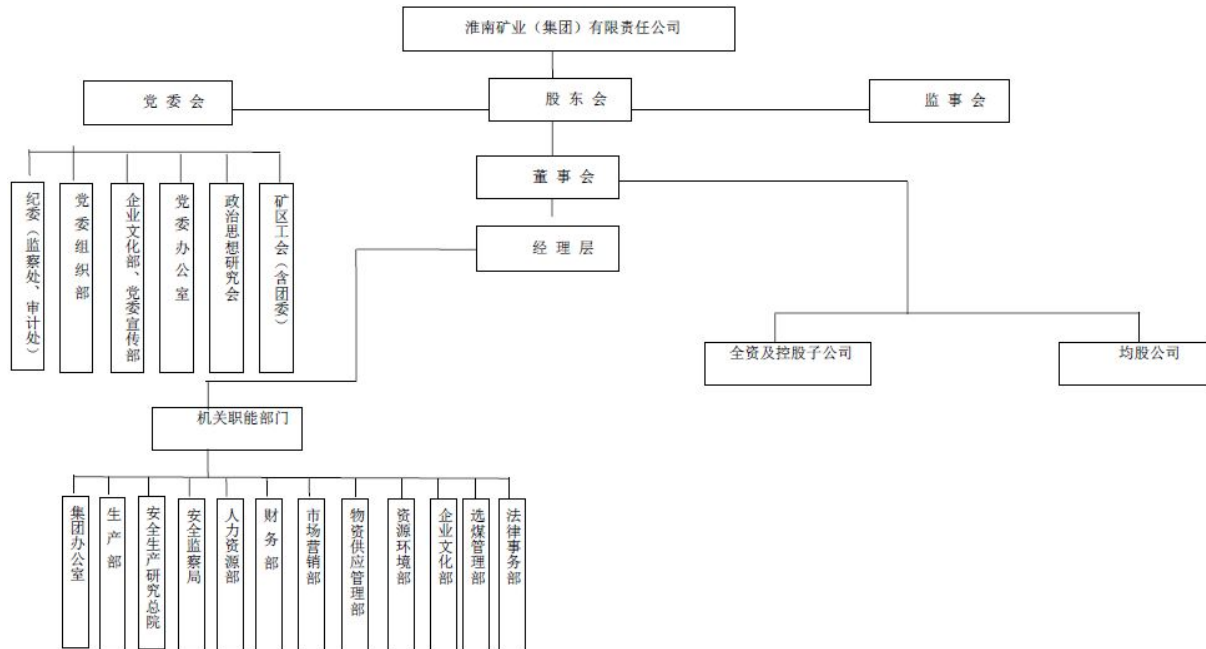 淮南矿业（集团）有限责任公司
党 委 会
股 东 会
监 事 会
董 事 会
经 理 层
纪委（监察处、审计处）
党委组织部
企业文化部、党委宣传部
党委办公室
政治思想研究会
矿区工会（含团委）
全资及控股子公司
均股公司
机关职能部门
集团办公室
生产部
安全生产研究总院
安全监察局
人力资源部
财务部
市场营销部
物资供应管理部
资源环境部
企业文化部
选煤管理部
法律事务部